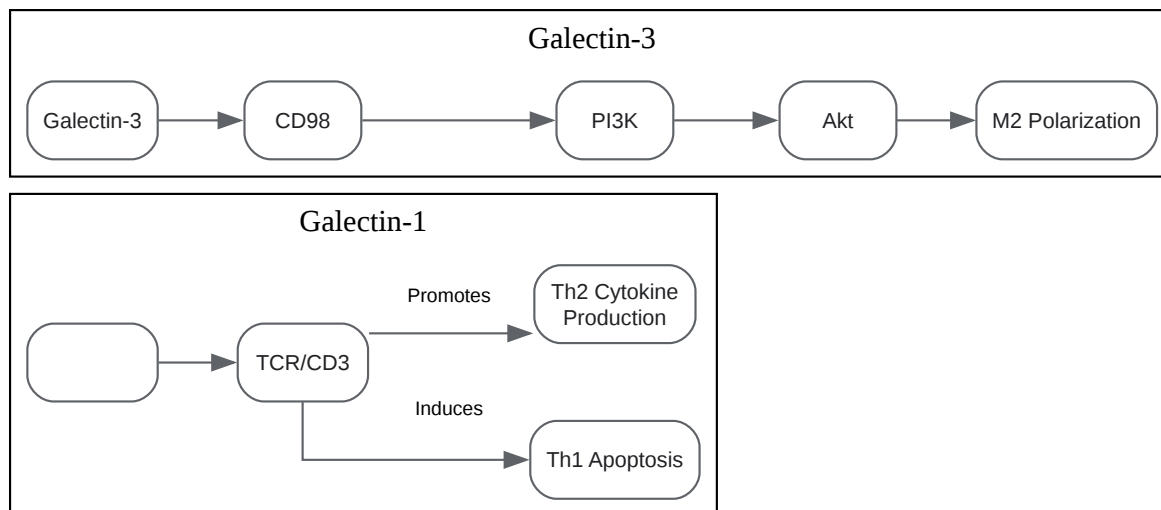 Galectin-3
Galectin-3
CD98
PI3K
Akt
M2 Polarization
Galectin-1
Promotes
Th2 Cytokine
Production
TCR/CD3
Induces
Th1 Apoptosis